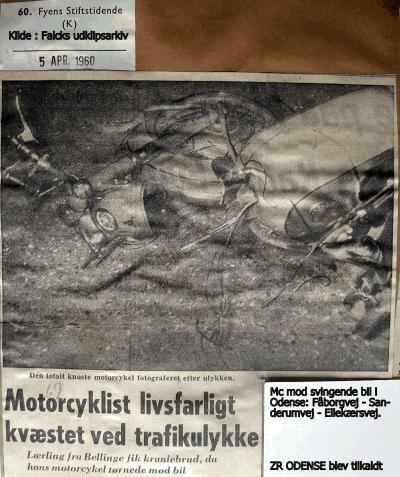 60. Fyens Stiftstidende
(K)
Kilde : Falcks udklipsarkiv
5 APR. 1960
Den totalt knuste motorcykel fotograferet efter ulykken.
Motorcyklist livsfarligt
kvæstet ved trafikulykke
Lærling fra Bellinge fik kraniebrud, da
hans motorcykel tørnede mod bil
Mc mod svingende bil i
Odense: Fåborgvej - San-
derumvej - Ellekærsvej.
ZR ODENSE blev tilkaldt